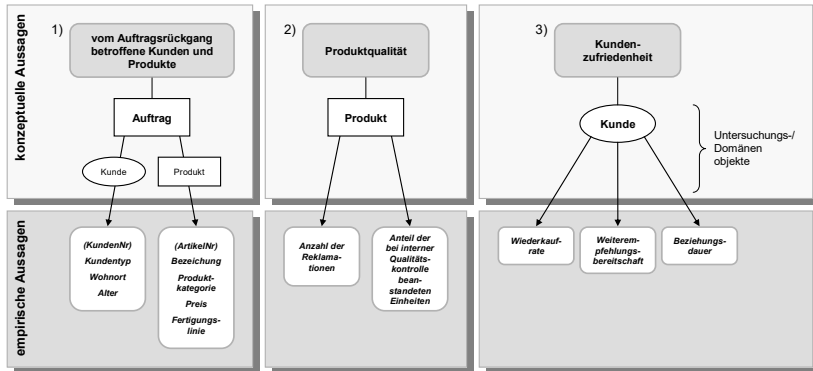 konzeptuelle Aussagen
1)
vom Auftragsrückgang
betroffene Kunden und
Produkte
Auftrag
Kunde
Produkt
2)
Produktqualität
Produkt
3)
Kunden-
zufriedenheit
Kunde
Untersuchungs-/
Domänen
objekte
empirische Aussagen
(KundenNr)
Kundentyp
Wohnort
Alter
(ArtikelNr)
Bezeichung
Produkt-
kategorie
Preis
Fertigungs-
linie
Anzahl der
Reklama-
tionen
Anteil der
bei interner
Qualitäts-
kontrolle
bean-
standeten
Einheiten
Wiederkauf-
rate
Weiterem-
pfehlungs-
bereitschaft
Beziehungs-
dauer